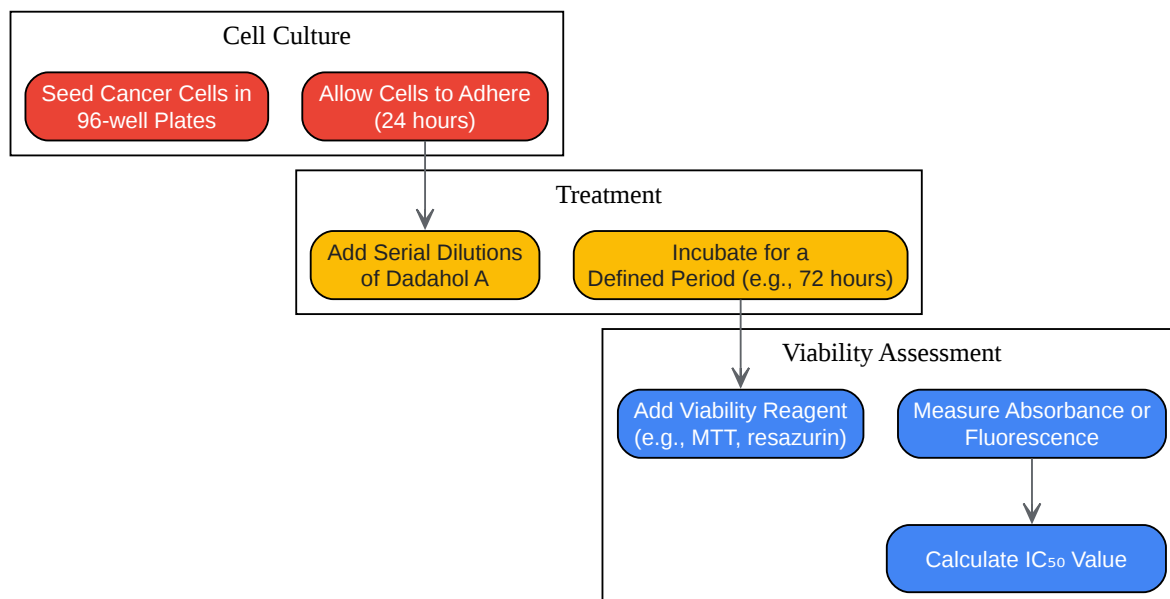 Cell Culture
Seed Cancer Cells in
96-well Plates
Allow Cells to Adhere
(24 hours)
Treatment
Add Serial Dilutions
of Dadahol A
Incubate for a
Defined Period (e.g., 72 hours)
Viability Assessment
Add Viability Reagent
(e.g., MTT, resazurin)
Measure Absorbance or
Fluorescence
Calculate IC₅₀ Value